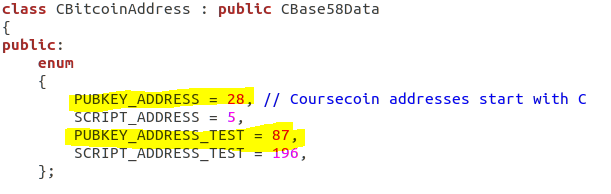 class CBitcoinAddress : public CBase58Data
{
public:
    enum
    {
        PUBKEY_ADDRESS = 28, // Coursecoin addresses start with C
        SCRIPT_ADDRESS = 5,
        PUBKEY_ADDRESS_TEST = 87,
        SCRIPT_ADDRESS_TEST = 196,
    };